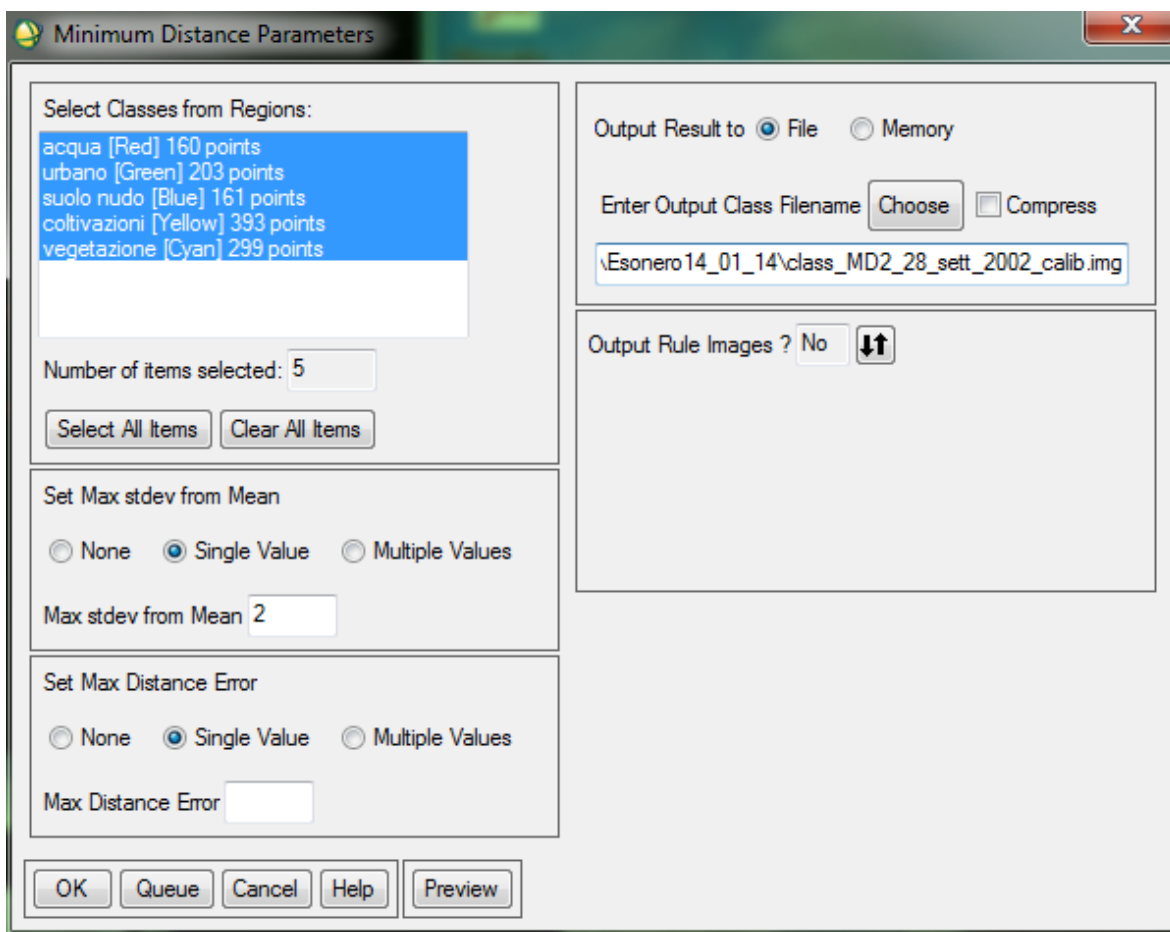 Minimum Distance Parameters
X
Select Classes from Regions:
acqua [Red] 160 points
urbano [Green] 203 points
suolo nudo [Blue] 161 points
coltivazioni [Yellow] 393 points
vegetazione [Cyan] 299 points
Number of items selected: 5
Select All Items Clear All Items
Set Max stdev from Mean
None Single Value Multiple Values
Max stdev from Mean 2
Set Max Distance Error
None Single Value Multiple Values
Max Distance Error
OK Queue Cancel Help Preview
Output Result to File Memory
Enter Output Class Filename Choose Compress
\Esonero14_01_14\class_MD2_28_sett_2002_calib.img
Output Rule Images ? No